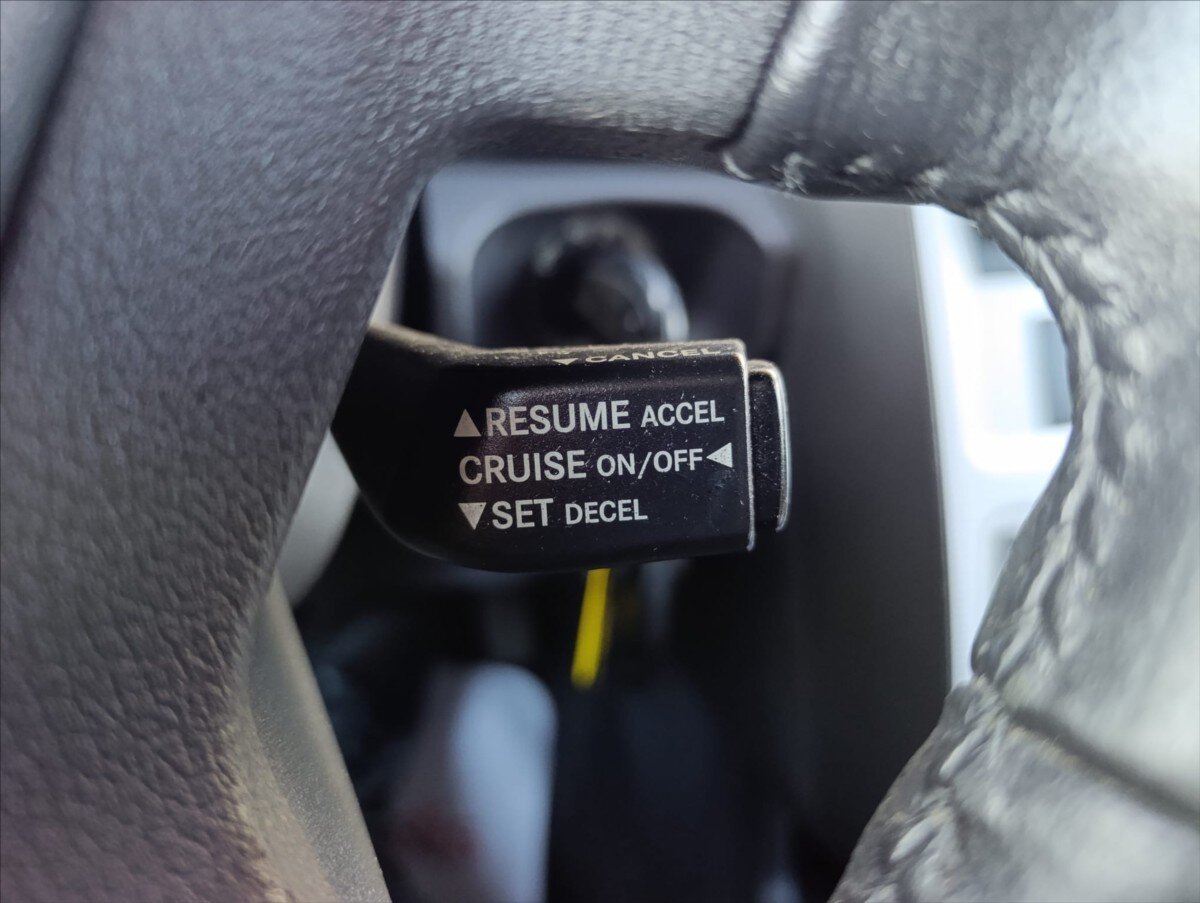 ▼ CANCEL
▲RESUME ACCEL
CRUISE ON/OFF◀
▼SET DECEL